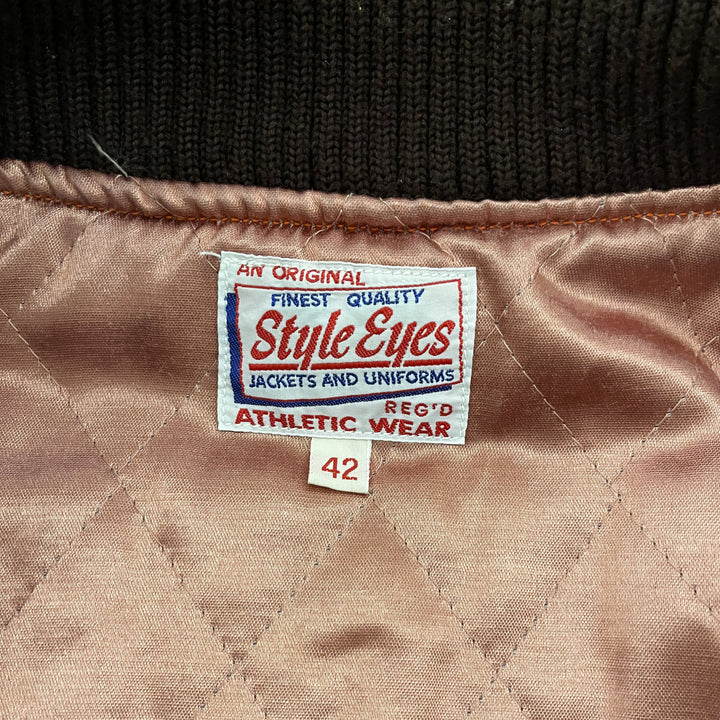 AN ORIGINAL
FINEST QUALITY
Style Eyes
JACKETS AND UNIFORMS
REG'D
ATHLETIC WEAR
42